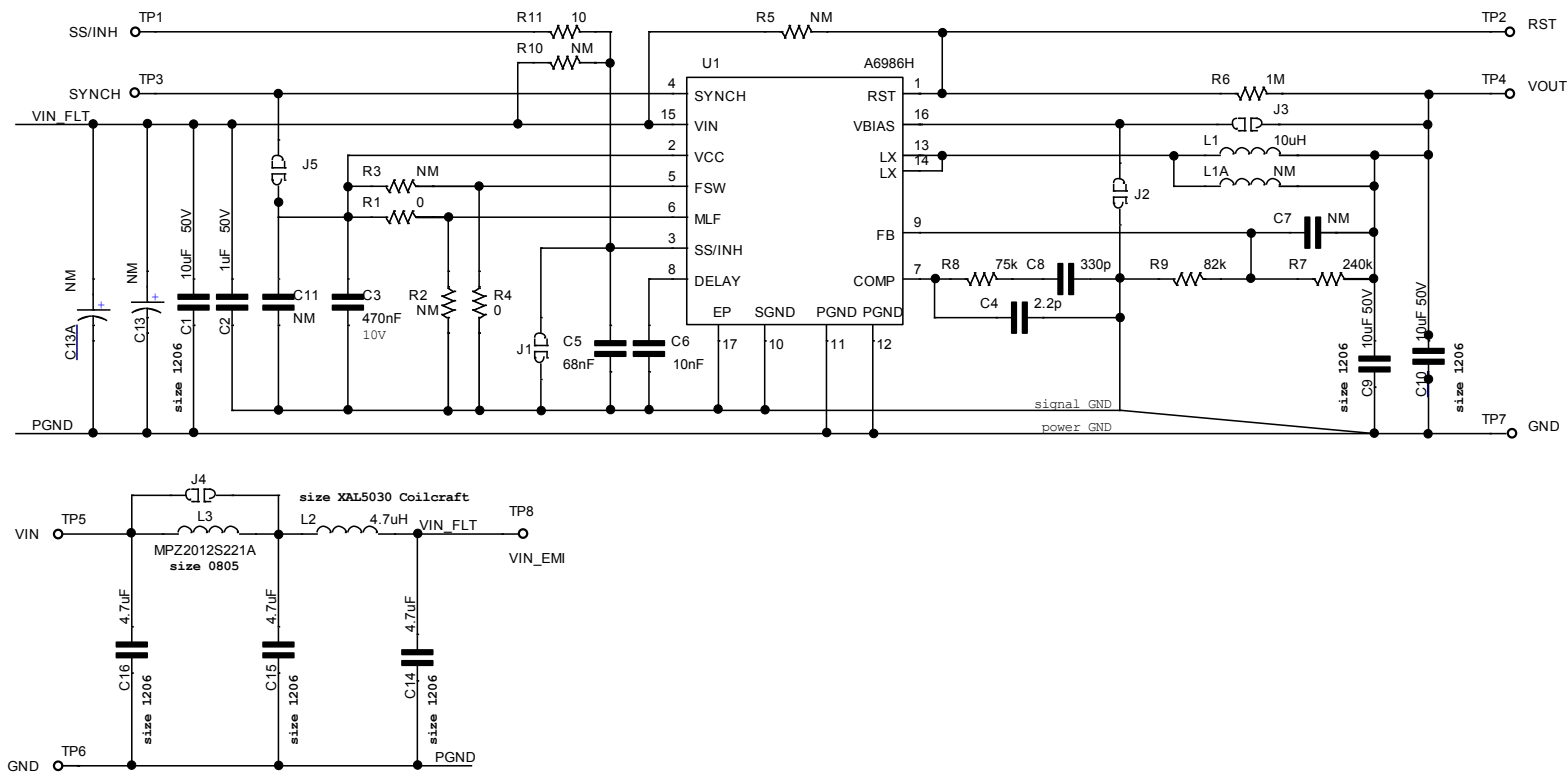 TP1
SS/INH
R11 10
R10 NM
R5 NM
TP2
RST
TP3
SYNCH
VIN_FLT
U1 A6986H
4 SYNCH
15 VIN
2 VCC
5 FSW
6 MLF
3 SS/INH
8 DELAY
1 RST
16 VBIAS
13 LX
14 LX
9 FB
7 COMP
EP SGND PGND PGND
17 10 11 12
R6 1M
TP4
VOUT
J3
L1 10uH
L1A NM
J2
C7 NM
R8 75k C8 330p R9 82k R7 240k
C4 2.2p
J5
R3 NM
R1 0
NM
C13A
NM
C13
10uF 50V
C1
size 1206
1uF 50V
C2
C11
NM
C3
470nF
10V
R2
NM
R4
0
J1
C5
68nF
C6
10nF
10uF 50V
C9
size 1206
10uF 50V
C10
size 1206
signal GND
PGND
power GND
TP7
GND
J4
size XAL5030 Coilcraft
VIN
TP5
L3
MPZ2012S221A
size 0805
L2 4.7uH
VIN_FLT
TP8
VIN_EMI
4.7uF
C16
size 1206
4.7uF
C15
size 1206
4.7uF
C14
size 1206
GND
TP6
PGND